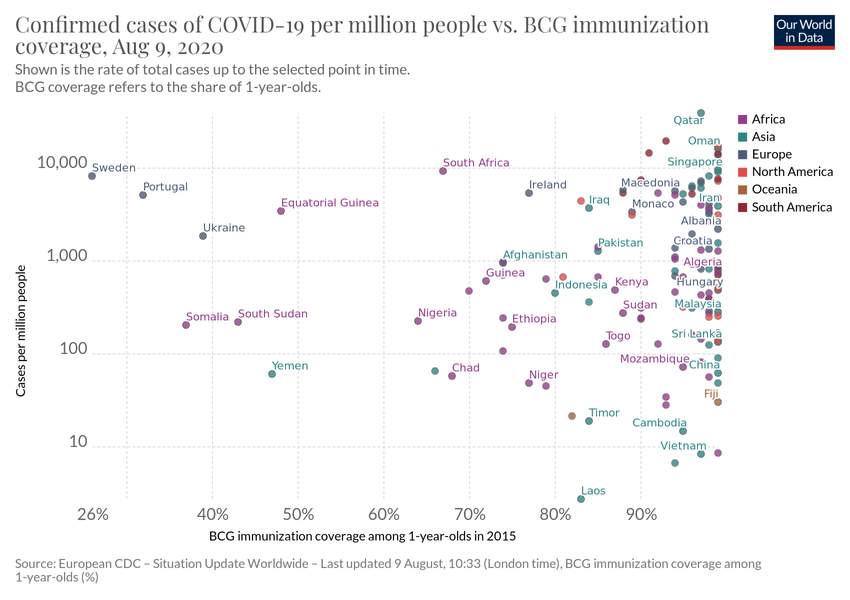 Confirmed cases of COVID-19 per million people vs. BCG immunization
coverage, Aug 9, 2020
Our World
in Data
Shown is the rate of total cases up to the selected point in time.
BCG coverage refers to the share of 1-year-olds.
Qatar
Africa
Oman
Asia
Singapore
Europe
North America
Oceania
South America
10,000
Sweden
South Africa
Portugal
Ireland
Macedonia
Iran
Equatorial Guinea
Iraq
Monaco
Ukraine
Albania
Pakistan
Croatia
1,000
Afghanistan
Algeria
Guinea
Indonesia
Kenya
Hungary
Somalia
South Sudan
Nigeria
Ethiopia
Sudan
Malaysia
Togo
Sri Lanka
100
Yemen
Chad
Niger
Mozambique
China
Fiji
Timor
Cambodia
10
Vietnam
Laos
Cases per million people
26%
40%
50%
60%
70%
80%
90%
BCG immunization coverage among 1-year-olds in 2015
Source: European CDC – Situation Update Worldwide – Last updated 9 August, 10:33 (London time), BCG immunization coverage among
1-year-olds (%)